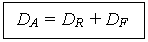 D_A = D_R + D_F